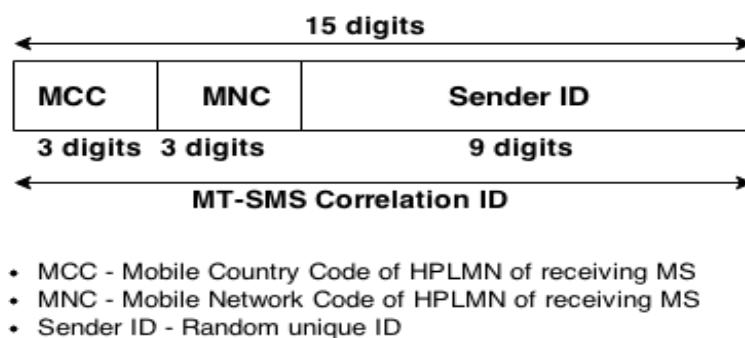 15 digits
MCC MNC Sender ID
3 digits 3 digits 9 digits
MT-SMS Correlation ID
• MCC - Mobile Country Code of HPLMN of receiving MS
• MNC - Mobile Network Code of HPLMN of receiving MS
• Sender ID - Random unique ID